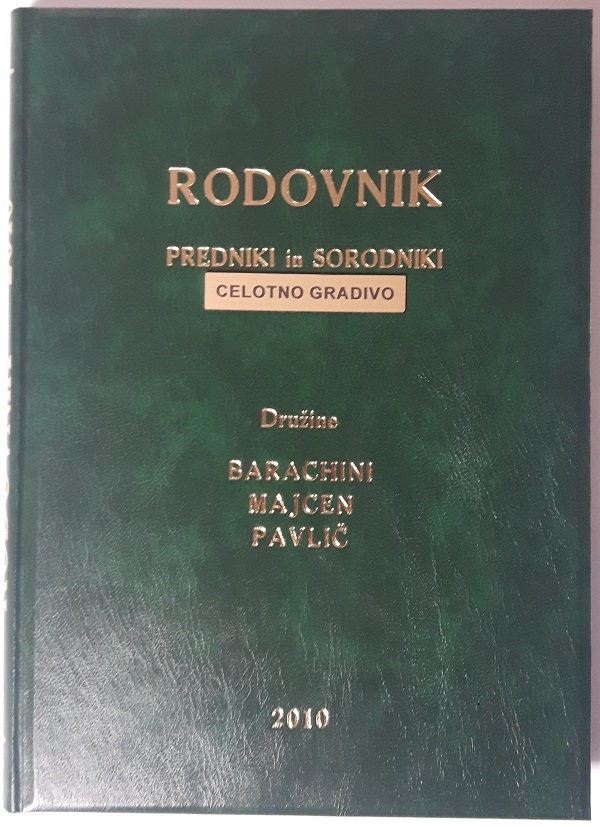 RODOVNIK
PREDNIKI in SORODNIKI
CELOTNO GRADIVO
Družine
BARACHINI
MAJCEN
PAVLIČ
2010